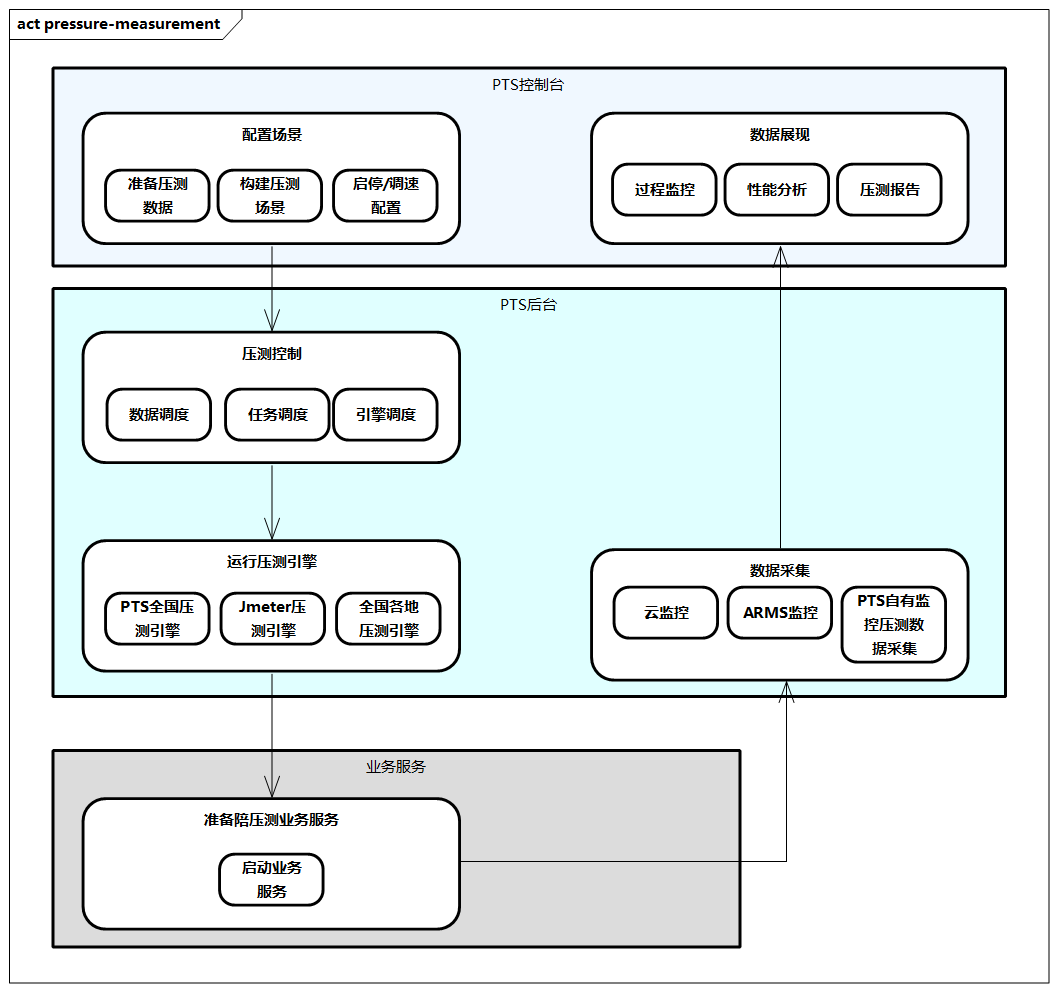 act pressure-measurement
PTS控制台
配置场景
准备压测
数据
构建压测
场景
启停/调速
配置
数据展现
过程监控
性能分析
压测报告
PTS后台
压测控制
数据调度
任务调度
引擎调度
运行压测引擎
PTS全国压
测引擎
Jmeter压
测引擎
全国各地
压测引擎
数据采集
云监控
ARMS监控
PTS自有监
控压测数
据采集
业务服务
准备陪压测业务服务
启动业务
服务